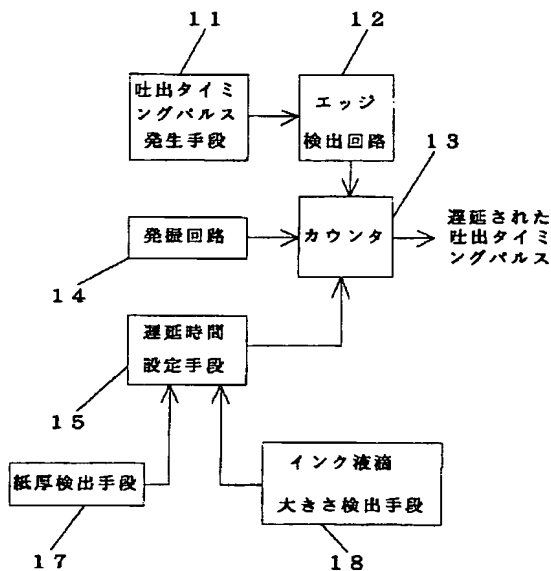 11
12
吐出タイミ
ングパルス
発生手段
エッジ
検出回路
13
発振回路
カウンタ
遅延された
吐出タイミ
ングパルス
14
遅延時間
設定手段
15
紙厚検出手段
インク液滴
大きさ検出手段
17
18